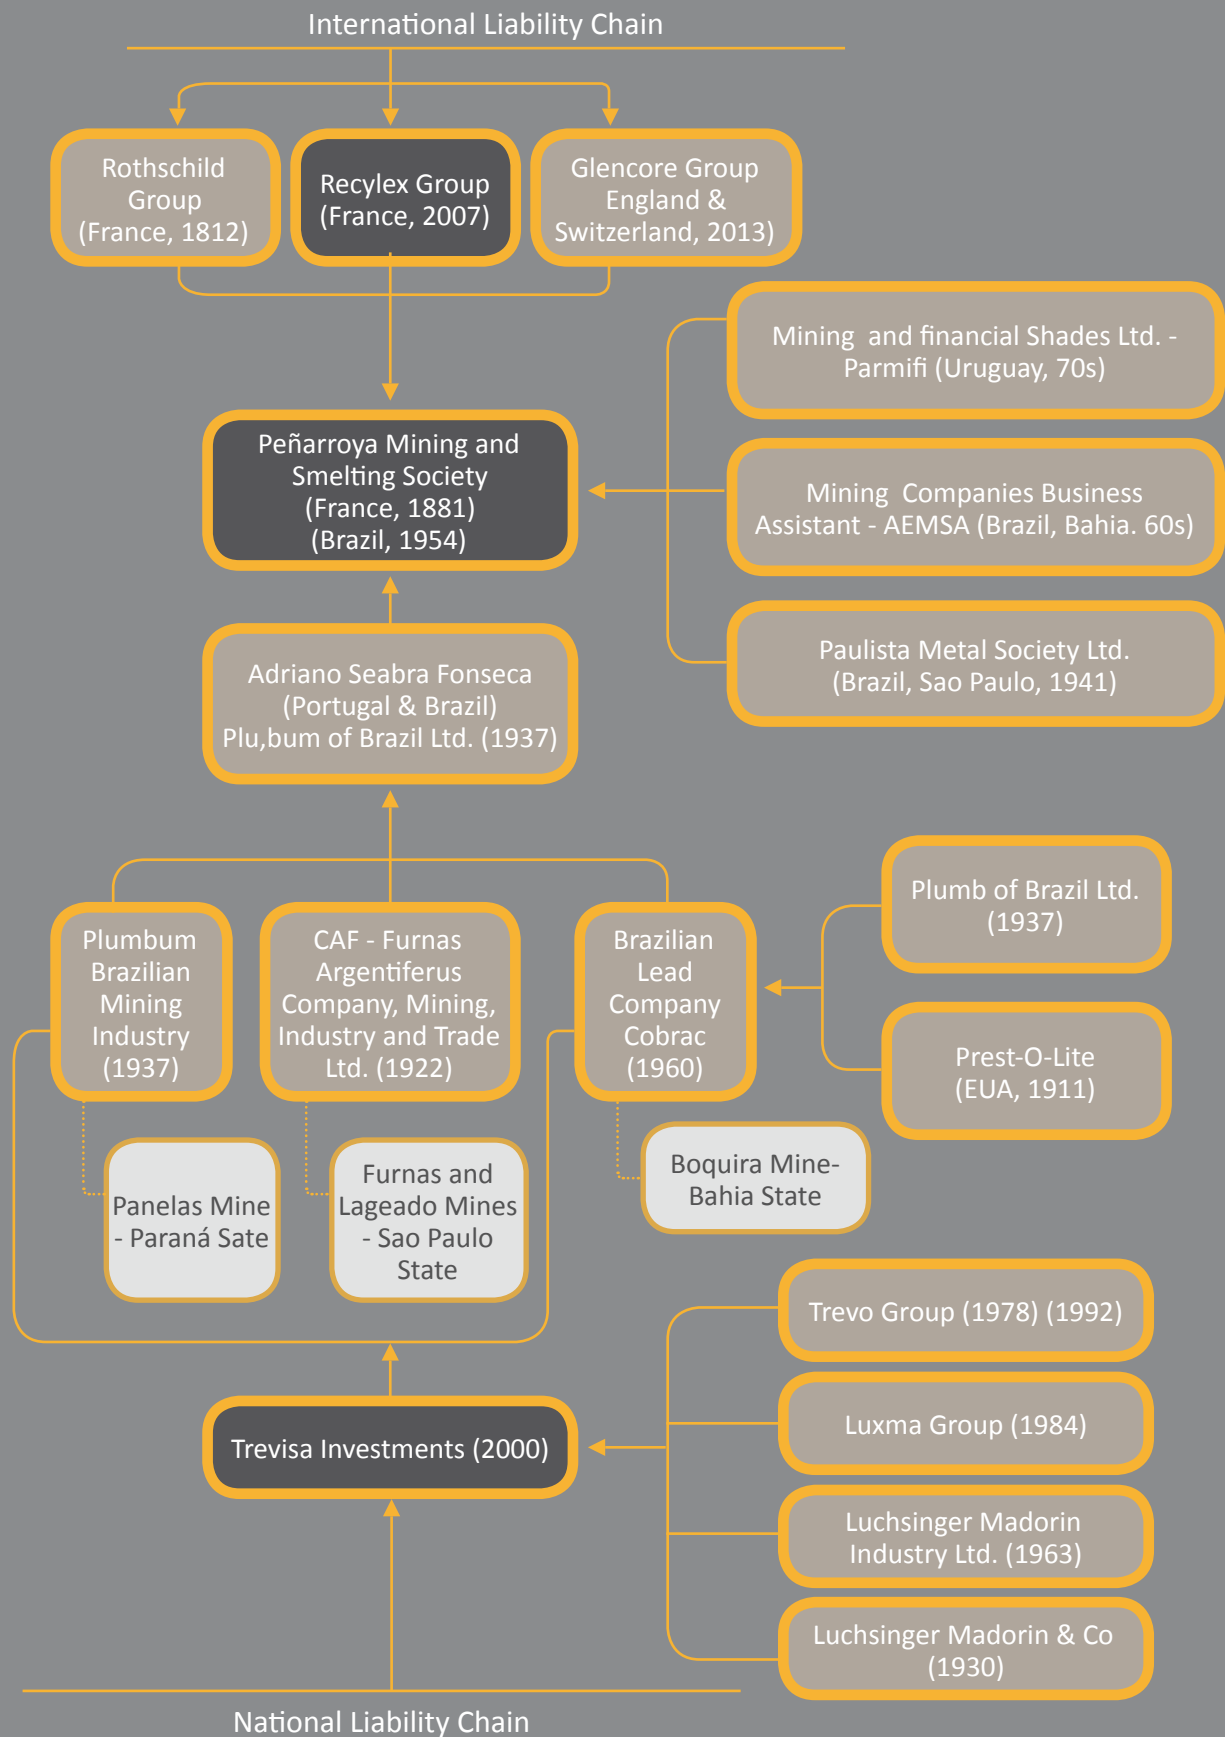 International Liability Chain
Rothschild
Group
(France, 1812)
Recylex Group
(France, 2007)
Glencore Group
England &
Switzerland, 2013)
Mining and financial Shades Ltd. -
Parmifi (Uruguay, 70s)
Peñarroya Mining and
Smelting Society
(France, 1881)
(Brazil, 1954)
Mining Companies Business
Assistant - AEMSA (Brazil, Bahia. 60s)
Paulista Metal Society Ltd.
(Brazil, Sao Paulo, 1941)
Adriano Seabra Fonseca
(Portugal & Brazil)
Plu,bum of Brazil Ltd. (1937)
Plumbum
Brazilian
Mining
Industry
(1937)
CAF - Furnas
Argentiferus
Company, Mining,
Industry and Trade
Ltd. (1922)
Brazilian
Lead
Company
Cobrac
(1960)
Plumb of Brazil Ltd.
(1937)
Prest-O-Lite
(EUA, 1911)
Panelas Mine
- Paraná Sate
Furnas and
Lageado Mines
- Sao Paulo
State
Boquira Mine-
Bahia State
Trevo Group (1978) (1992)
Luxma Group (1984)
Trevisa Investments (2000)
Luchsinger Madorin
Industry Ltd. (1963)
Luchsinger Madorin & Co
(1930)
National Liability Chain